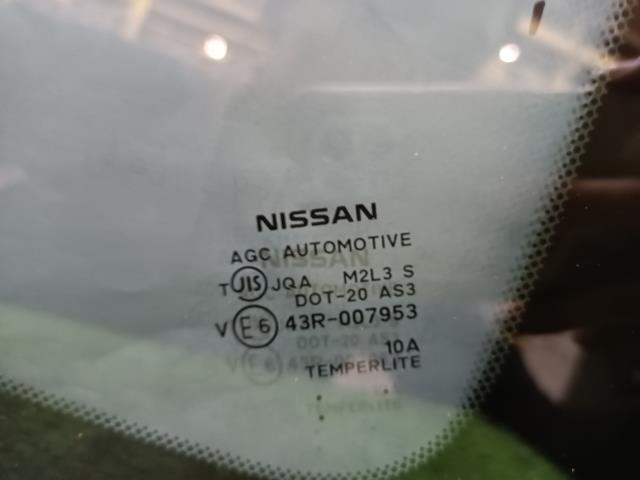 NISSAN
AGC AUTOMOTIVE
T JIS JQA M2L3 S
DOT-20 AS3
V E6 43R-007953
10A
TEMPERLITE